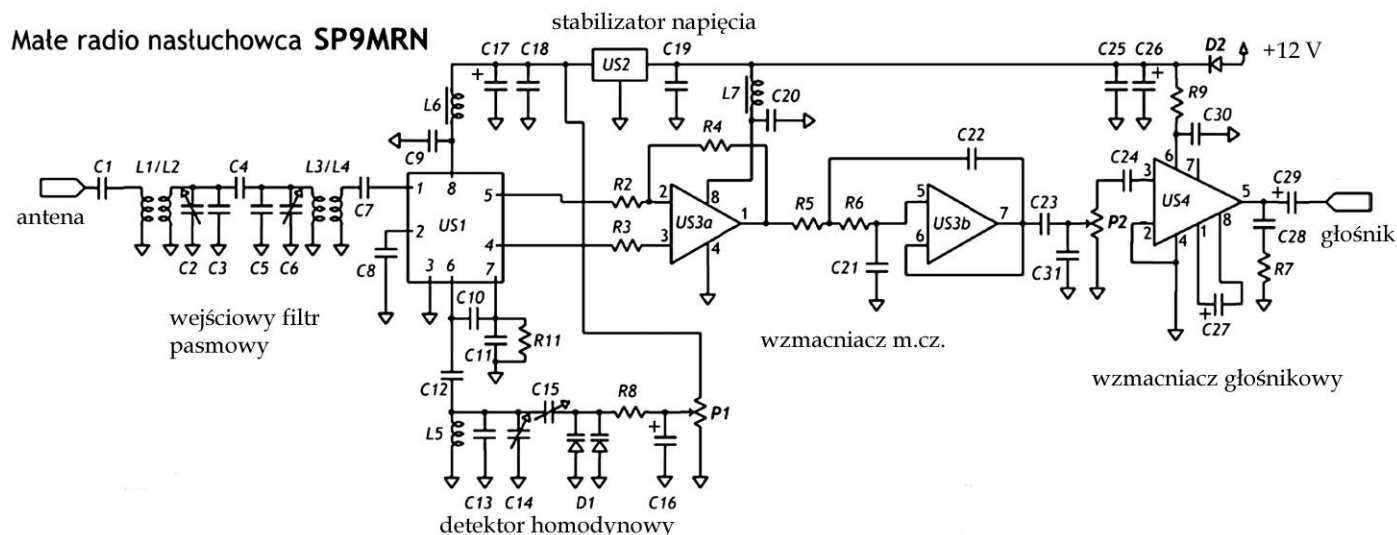 Małe radio nasłuchowca SP9MRN
stabilizator napięcia
C17 C18 US2 C19 C25 C26 D2 +12 V
+ +
L6 L7 C20 R9
C9 R4 C22 C30
C1 L1/L2 C4 L3/L4 C24 6 7
8 2 8 3
antena C7 1 5 R2 US3a 1 R5 R6 5 US3b 7 C23 P2 US4 5 + C29
US1 R3 3 4 6 2 4 1 8 głośnik
C2 C3 C5 C6 C8 2 4 C21 C31 C28
3 6 7 R7
C10 + C27
wejściowy filtr
pasmowy
C11 R11 wzmacniacz m.cz.
C12 wzmacniacz głośnikowy
C15 R8 P1
L5 +
C13 C14 D1 C16
detektor homodynowy